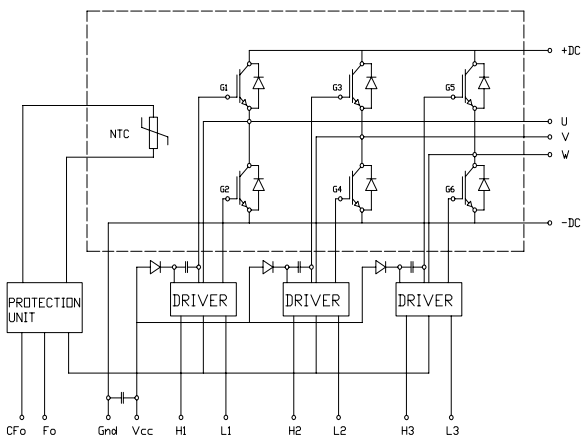 +DC
G1
G3
G5
U
V
W
NTC
G2
G4
G6
-DC
PROTECTION
UNIT
DRIVER
DRIVER
DRIVER
CFo
Fo
Gnd
Vcc
H1
L1
H2
L2
H3
L3